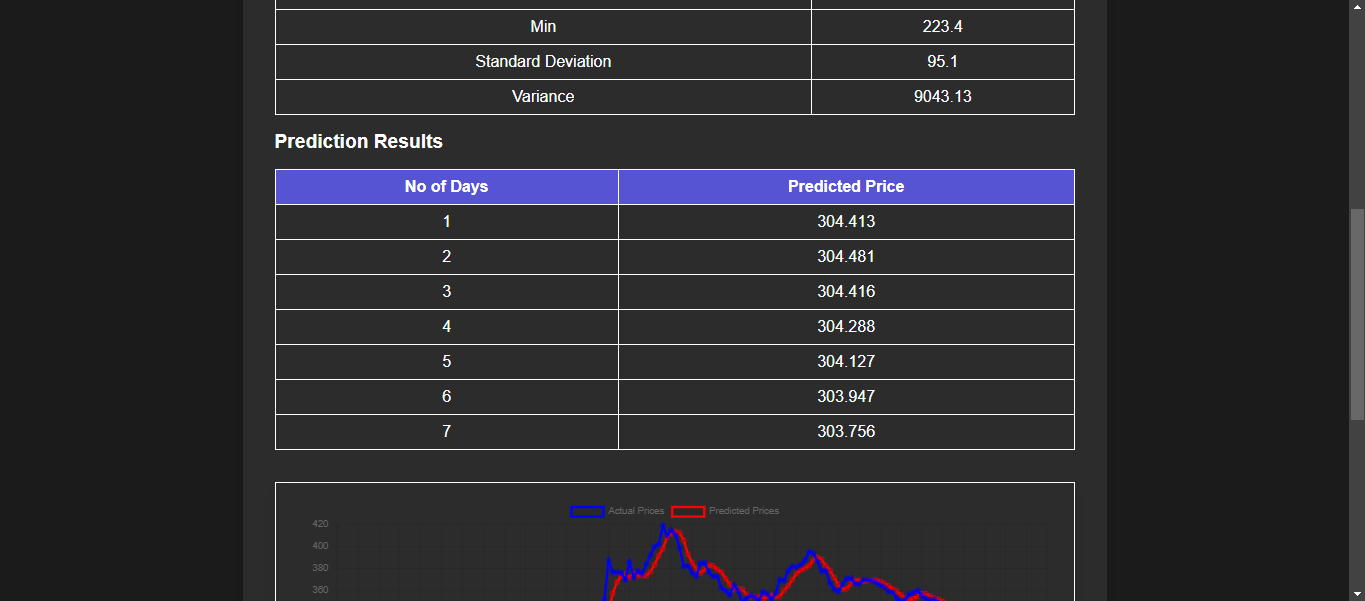 Min 223.4
Standard Deviation 95.1
Variance 9043.13
Prediction Results
No of Days Predicted Price
1 304.413
2 304.481
3 304.416
4 304.288
5 304.127
6 303.947
7 303.756
Actual Prices Predicted Prices
420
400
380
360